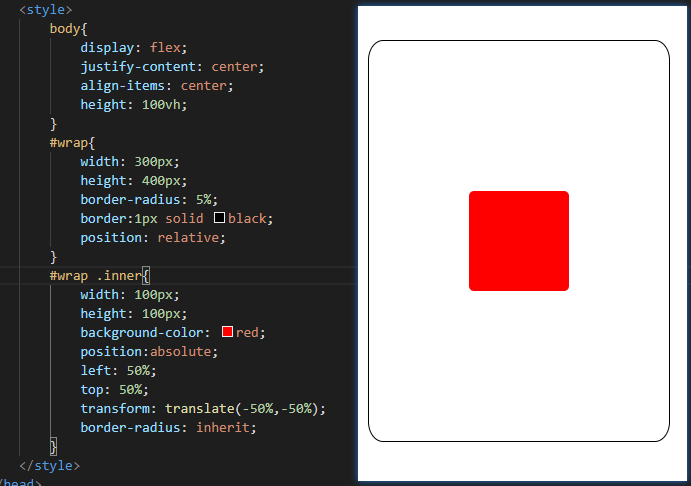 <style>
body{
display: flex;
justify-content: center;
align-items: center;
height: 100vh;
}
#wrap{
width: 300px;
height: 400px;
border-radius: 5%;
border:1px solid black;
position: relative;
}
#wrap .inner{
width: 100px;
height: 100px;
background-color: red;
position:absolute;
left: 50%;
top: 50%;
transform: translate(-50%,-50%);
border-radius: inherit;
}
</style>
/head>